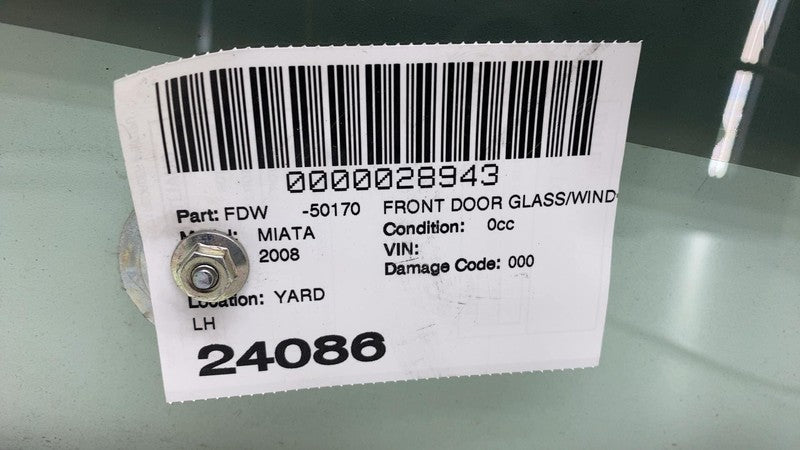 0000028943
Part: FDW -50170 FRONT DOOR GLASS/WIND
MIATA Condition: 0cc
2008 VIN:
Damage Code: 000
Location: YARD
LH
24086